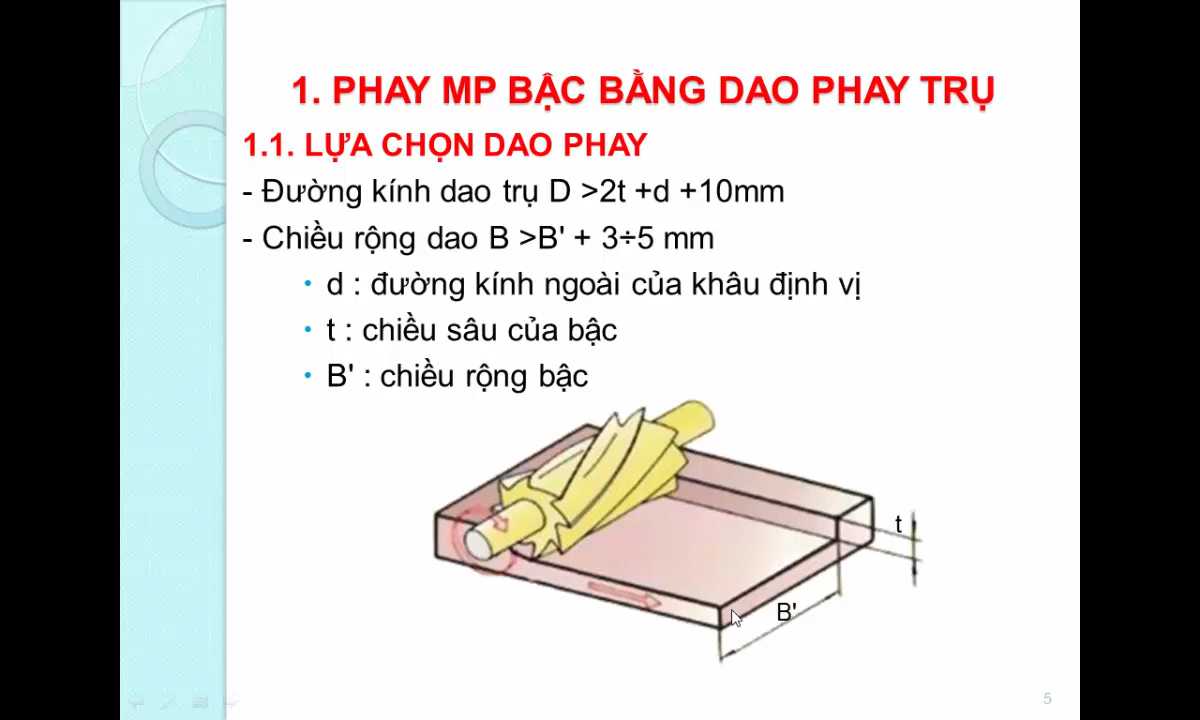 1. PHAY MP BẬC BẰNG DAO PHAY TRỤ
1.1. LỰA CHỌN DAO PHAY
- Đường kính dao trụ D >2t +d +10mm
- Chiều rộng dao B >B' + 3÷5 mm
• d : đường kính ngoài của khâu định vị
• t : chiều sâu của bậc
• B' : chiều rộng bậc
t
B'
5